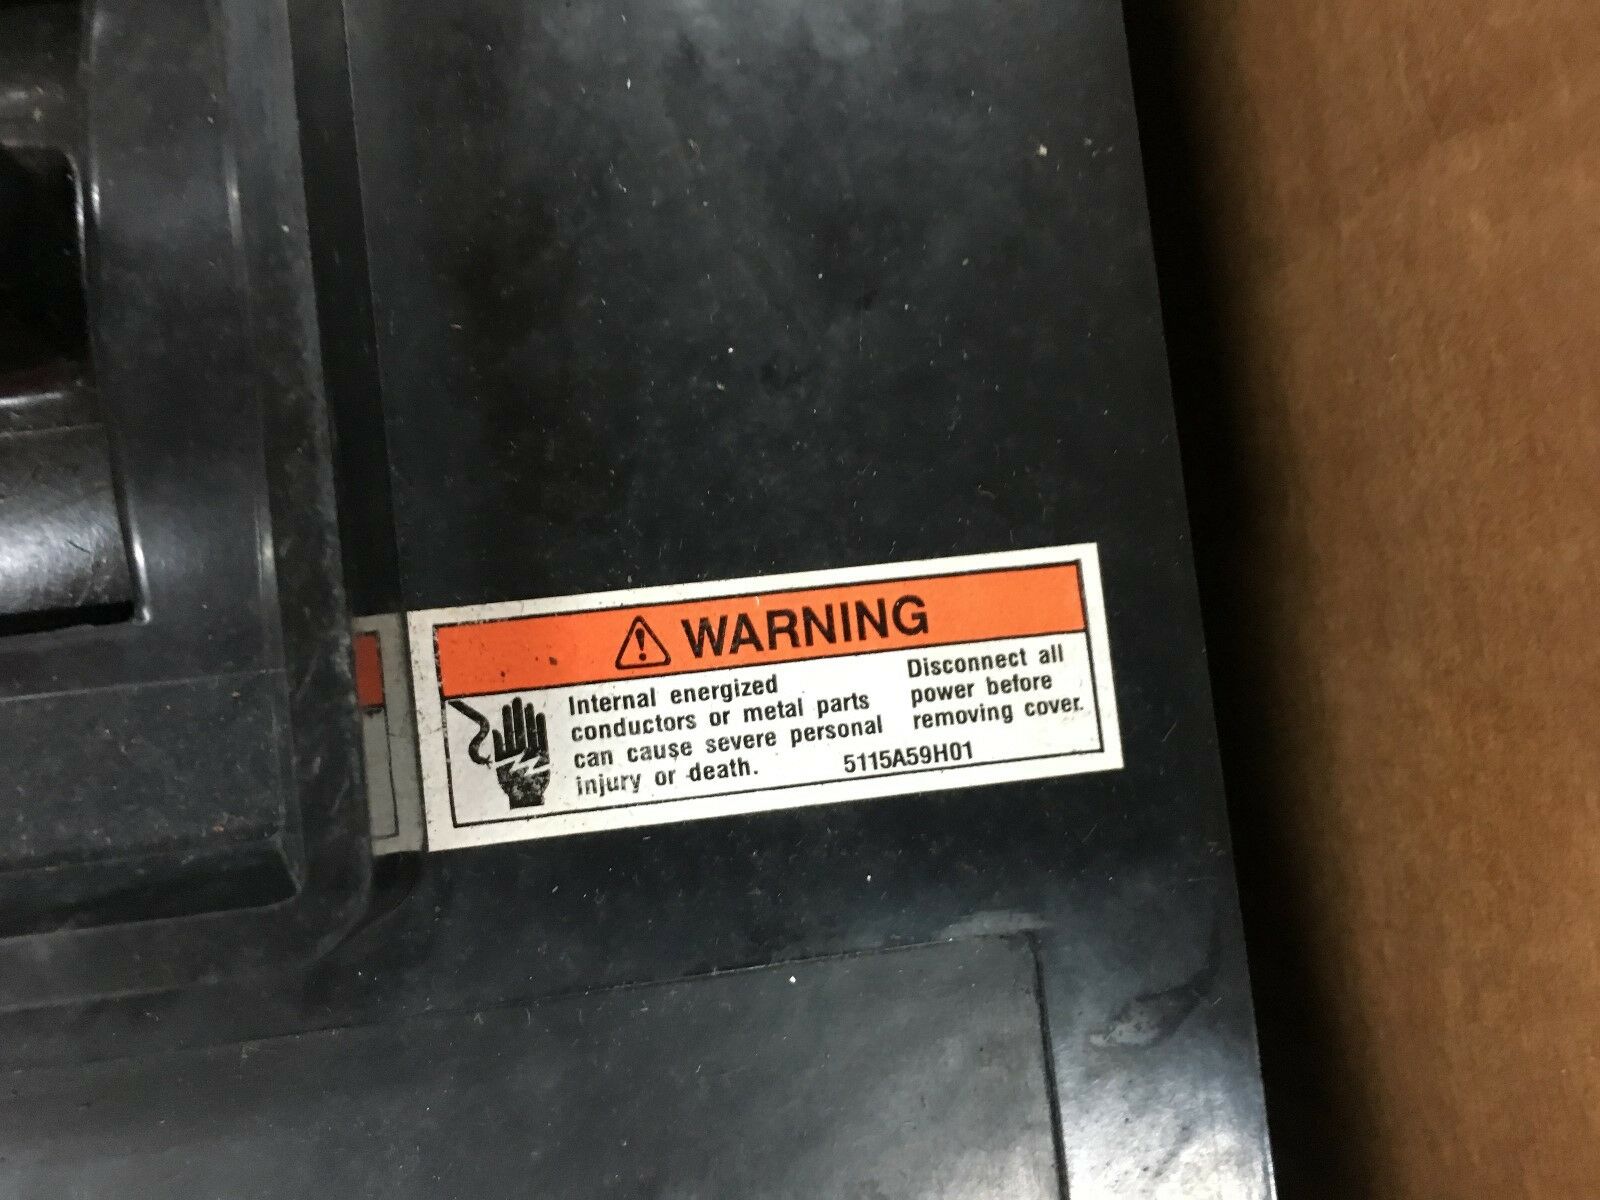 WARNING
Internal energized
conductors or metal parts
can cause severe personal
injury or death.
Disconnect all
power before
removing cover.
5115A59H01